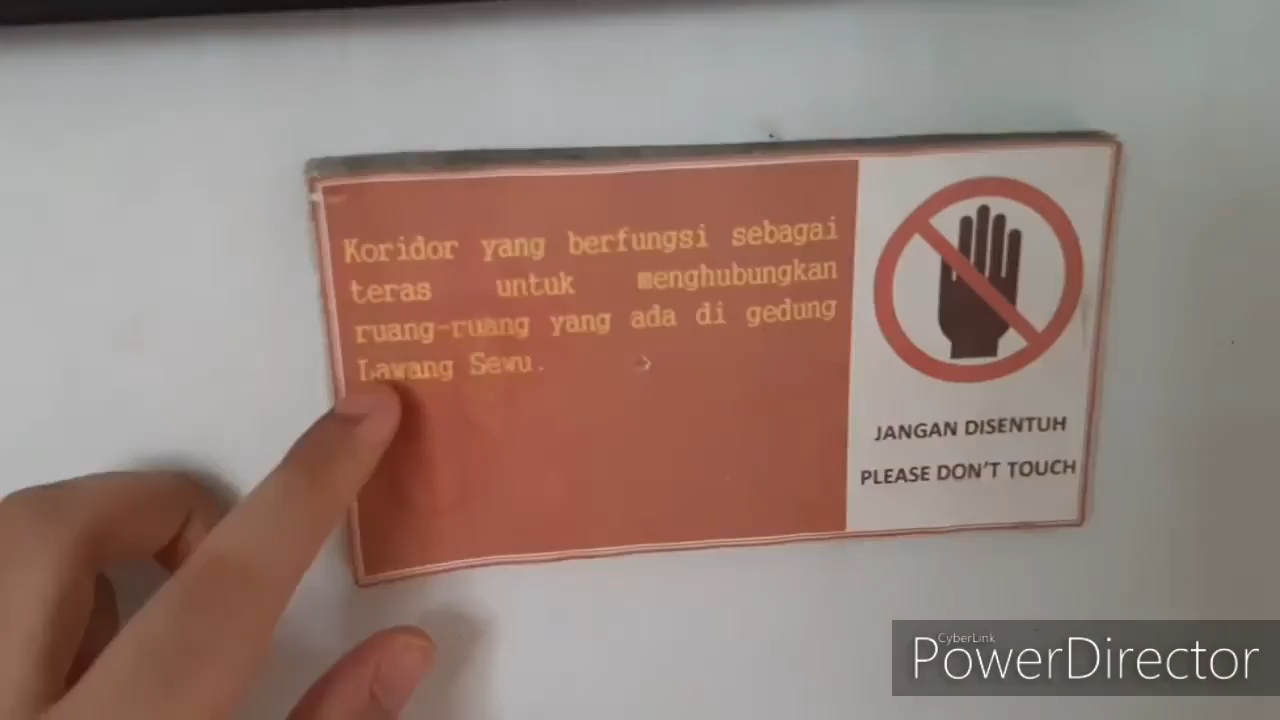 Koridor yang berfungsi sebagai
teras untuk menghubungkan
ruang-ruang yang ada di gedung
Lawang Sewu.
JANGAN DISENTUH
PLEASE DON'T TOUCH
CyberLink
PowerDirector